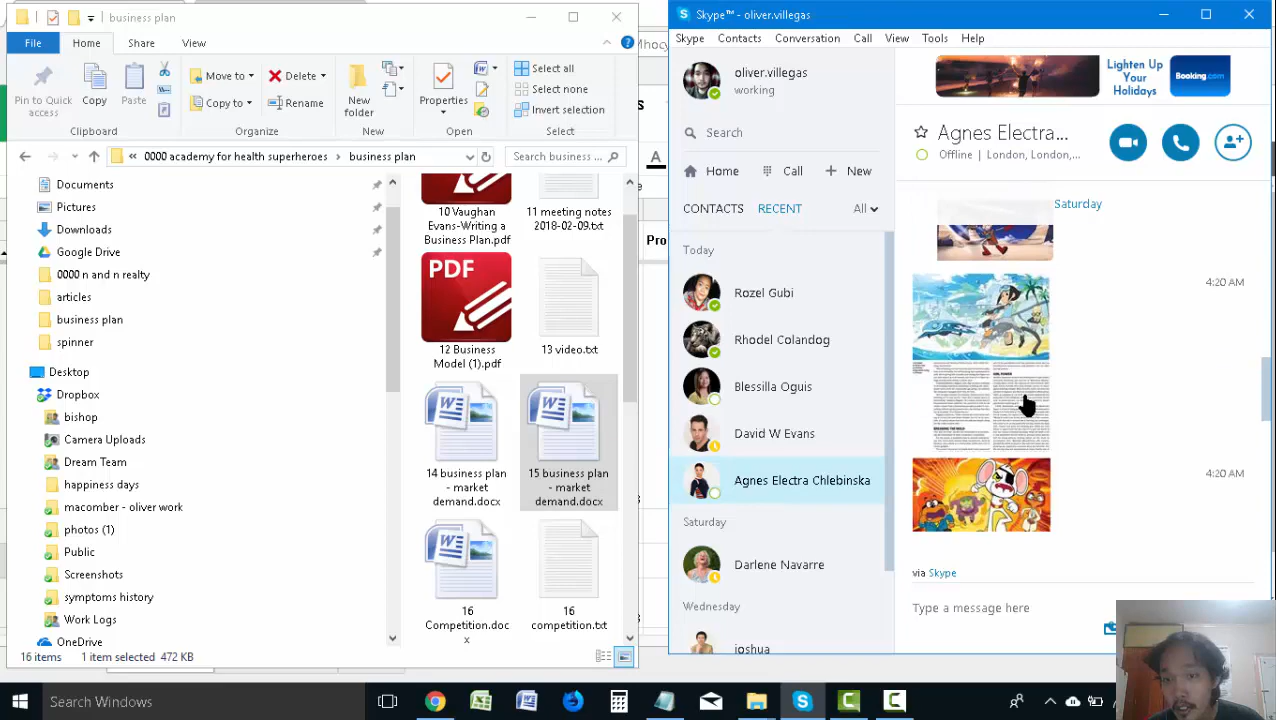 business plan
File
Home
Share
View
Pin to Quick access
Copy
Paste
Clipboard
Move to
Copy to
Delete
Rename
Organize
New folder
New
Properties
Open
Select all
Select none
Invert selection
Select
« 0000 academy for health superheroes > business plan
Search business ...
Documents
Pictures
Downloads
Google Drive
0000 n and n realty
articles
business plan
spinner
Desktop
Dropbox
bishop
Camera Uploads
Dream Team
happiness days
macomber - oliver work
photos (1)
Public
Screenshots
symptoms history
Work Logs
OneDrive
10 Vaughan Evans-Writing a Business Plan.pdf
11 meeting notes 2018-02-09.txt
PDF
12 Business Model (1).pdf
13 video.txt
14 business plan - market demand.docx
15 business plan - market demand.docx
16 Competition.docx
16 competition.txt
16 items
1 item selected 472 KB
Mhocy
A
Pro
Skype™ - oliver.villegas
Skype
Contacts
Conversation
Call
View
Tools
Help
oliver.villegas
working
Search
Home
Call
New
CONTACTS
RECENT
All
Today
Rozel Gubi
Rhodel Colandog
Blessilla Oguis
Evans
Agnes Electra Chlebinska
Saturday
Darlene Navarre
Wednesday
joshua
Lighten Up Your Holidays
Booking.com
Agnes Electra...
Offline | London, London,...
Saturday
4:20 AM
4:20 AM
via Skype
Type a message here
Search Windows